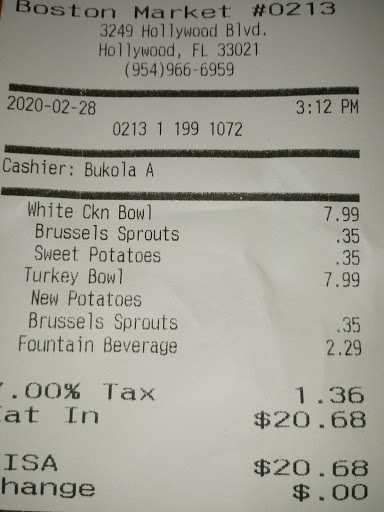 Boston Market #0213
3249 Hollywood Blvd.
Hollywood, FL 33021
(954)966-6959
2020-02-28 3:12 PM
0213 1 199 1072
Cashier: Bukola A
White Ckn Bowl 7.99
Brussels Sprouts .35
Sweet Potatoes .35
Turkey Bowl 7.99
New Potatoes
Brussels Sprouts .35
Fountain Beverage 2.29
7.00% Tax 1.36
Eat In $20.68
ISA $20.68
hange $.00